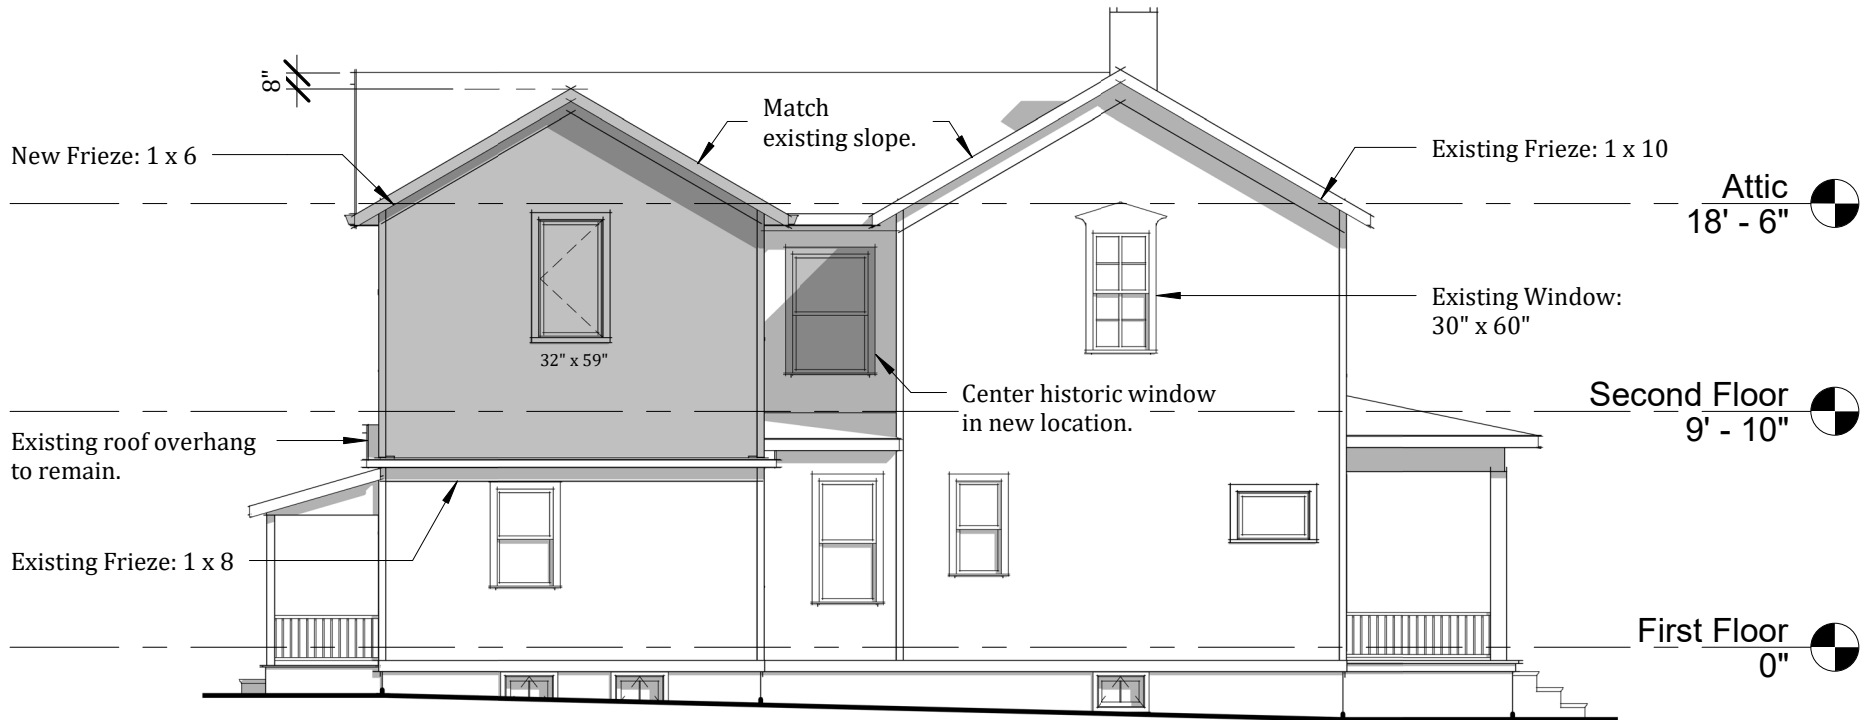 8"
Match
existing slope.
New Frieze: 1 x 6
Existing Frieze: 1 x 10
Attic
18' - 6"
Existing Window:
30" x 60"
32" x 59"
Center historic window
in new location.
Second Floor
9' - 10"
Existing roof overhang
to remain.
Existing Frieze: 1 x 8
First Floor
0"